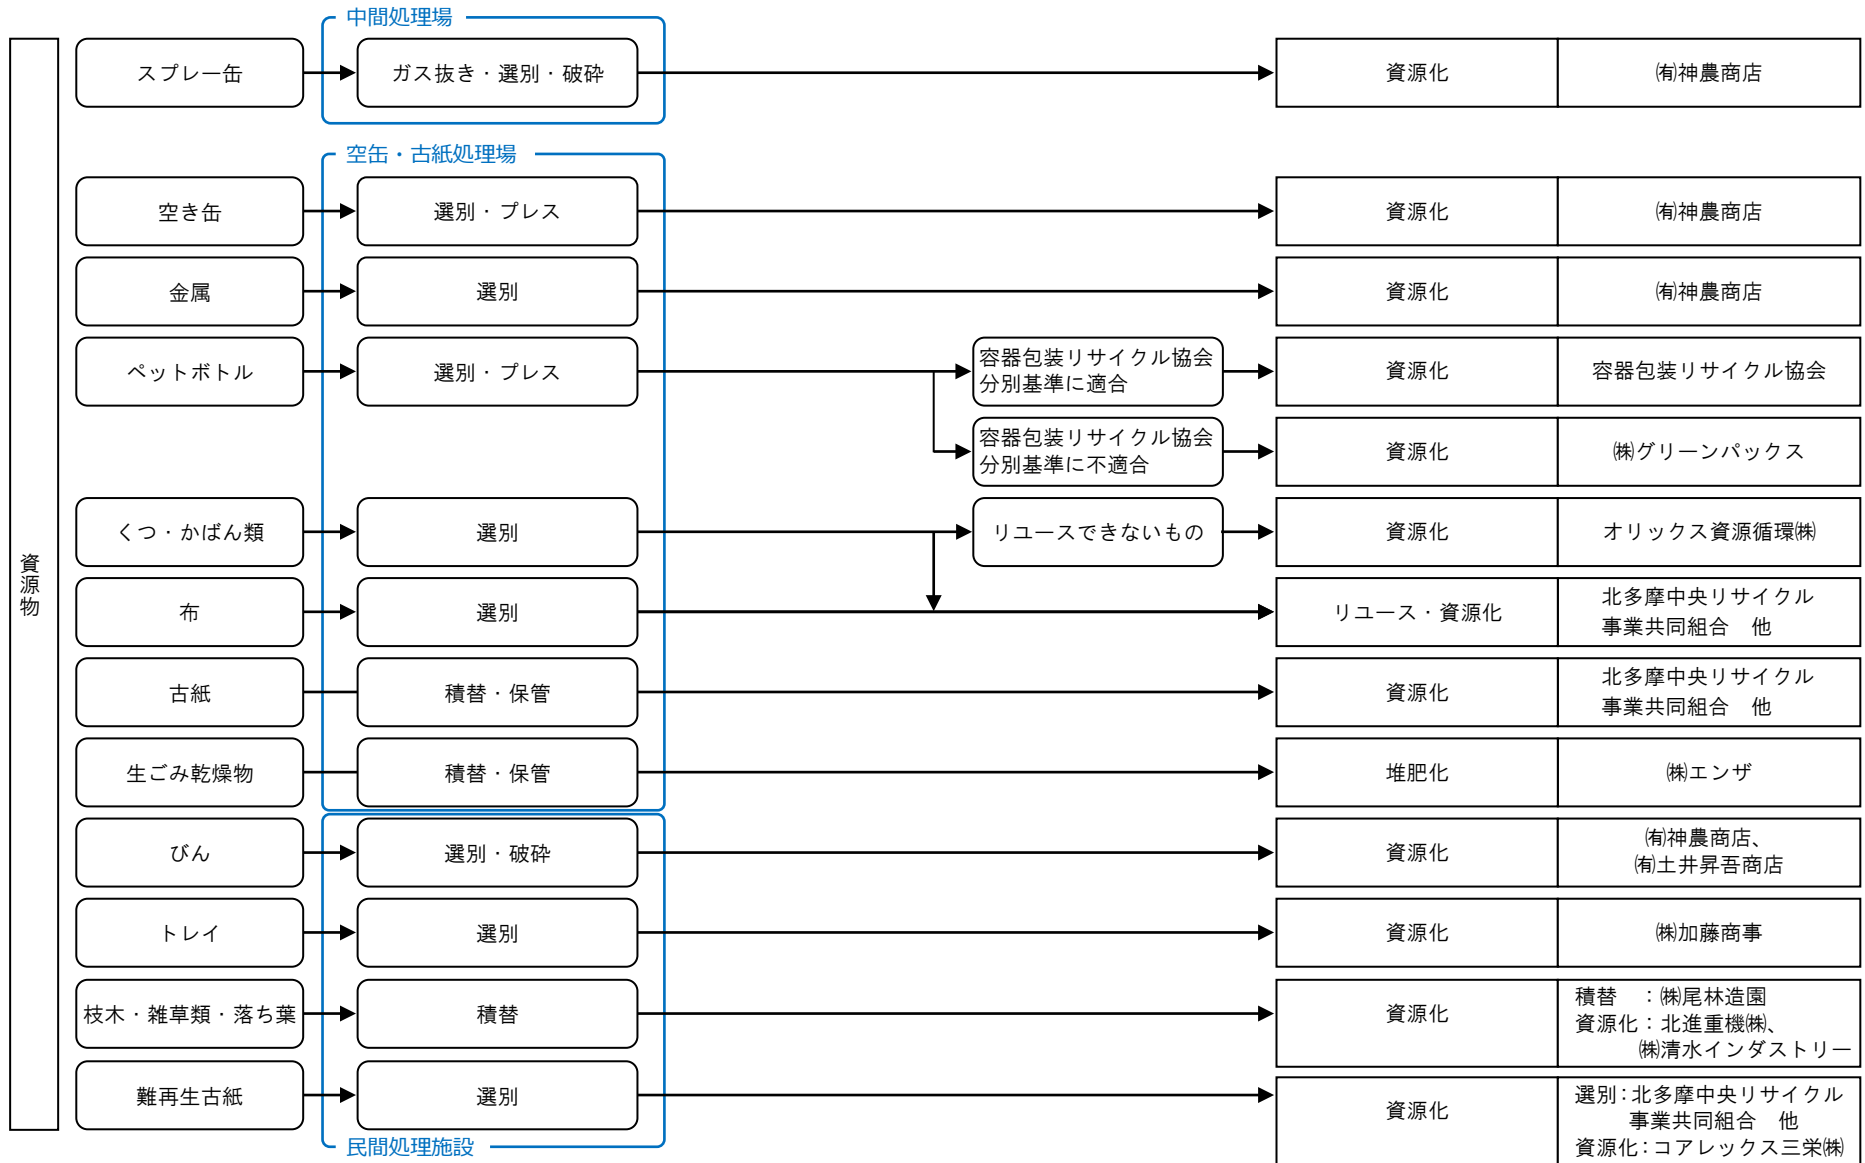 資源物
中間処理場
スプレー缶
ガス抜き・選別・破砕
資源化
㈲神農商店
空缶・古紙処理場
空き缶
選別・プレス
資源化
㈲神農商店
金属
選別
資源化
㈲神農商店
ペットボトル
選別・プレス
容器包装リサイクル協会
分別基準に適合
資源化
容器包装リサイクル協会
容器包装リサイクル協会
分別基準に不適合
資源化
㈱グリーンパックス
くつ・かばん類
選別
リユースできないもの
資源化
オリックス資源循環㈱
布
選別
リユース・資源化
北多摩中央リサイクル
事業共同組合　他
古紙
積替・保管
資源化
北多摩中央リサイクル
事業共同組合　他
生ごみ乾燥物
積替・保管
堆肥化
㈱エンザ
びん
選別・破砕
資源化
㈲神農商店、
㈲土井昇吾商店
トレイ
選別
資源化
㈱加藤商事
枝木・雑草類・落ち葉
積替
資源化
積替　：㈱尾林造園
資源化：北進重機㈱、
㈱清水インダストリー
難再生古紙
選別
資源化
選別：北多摩中央リサイクル
事業共同組合　他
資源化：コアレックス三栄㈱
民間処理施設